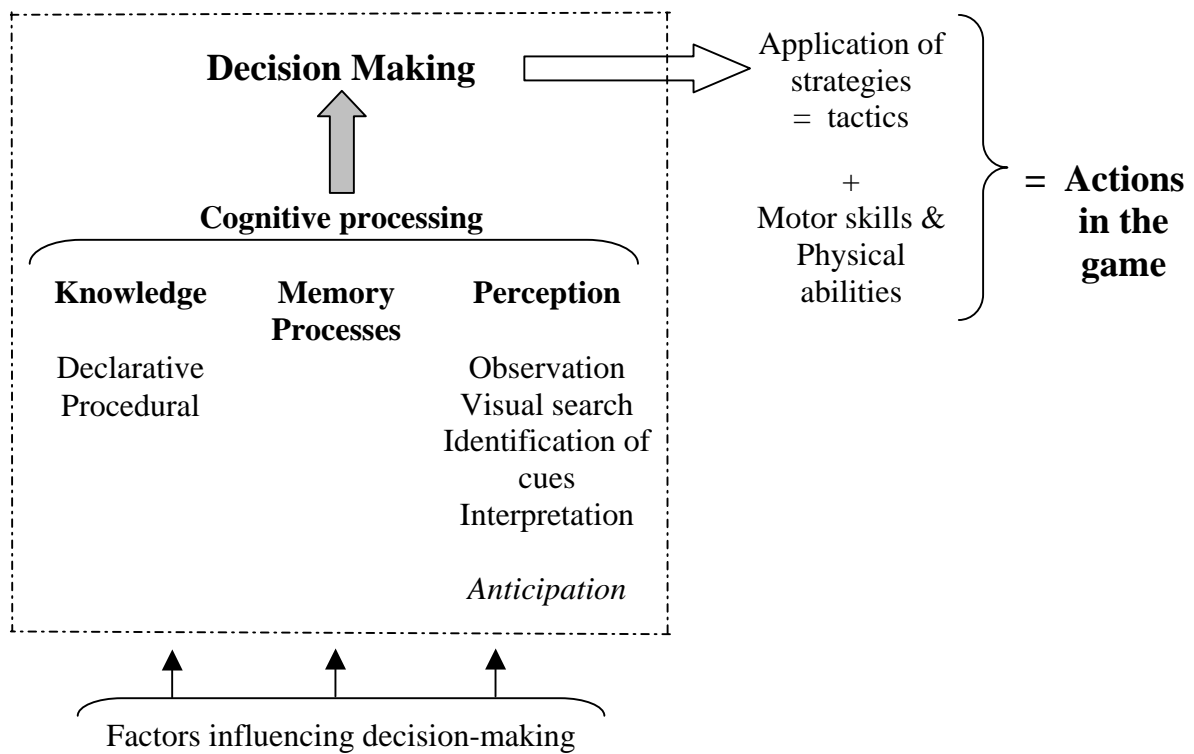 Decision Making
Application of
strategies
= tactics
+
Motor skills &
Physical
abilities
= Actions
in the
game
Cognitive processing
Knowledge
Declarative
Procedural
Memory
Processes
Perception
Observation
Visual search
Identification of
cues
Interpretation
Anticipation
Factors influencing decision-making